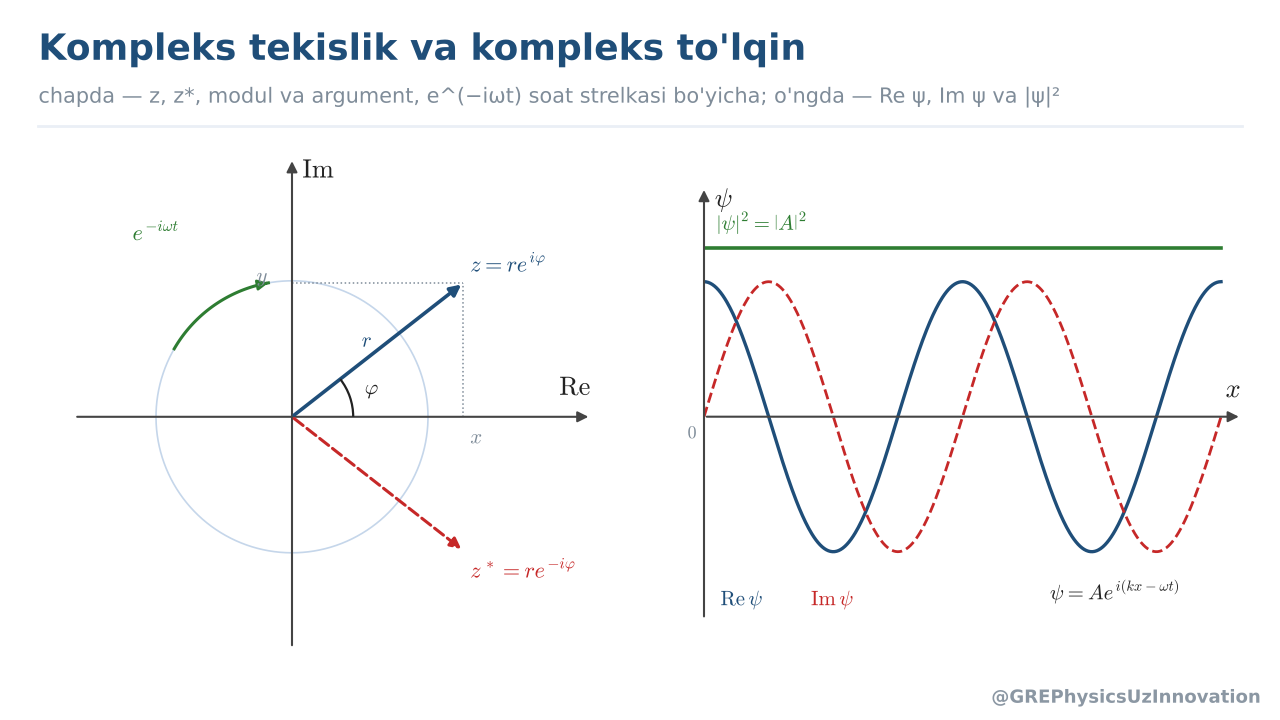 Kompleks tekislik va kompleks to'lqin
chapda — z, z*, modul va argument, e^(−iωt) soat strelkasi bo'yicha; o'ngda — Re ψ, Im ψ va |ψ|²
Im
e^{−iωt}
y
z = re^{iφ}
r
φ
Re
x
z* = re^{−iφ}
ψ
|ψ|² = |A|²
x
0
Re ψ
Im ψ
ψ = Ae^{i(kx − ωt)}
@GREPhysicsUzInnovation